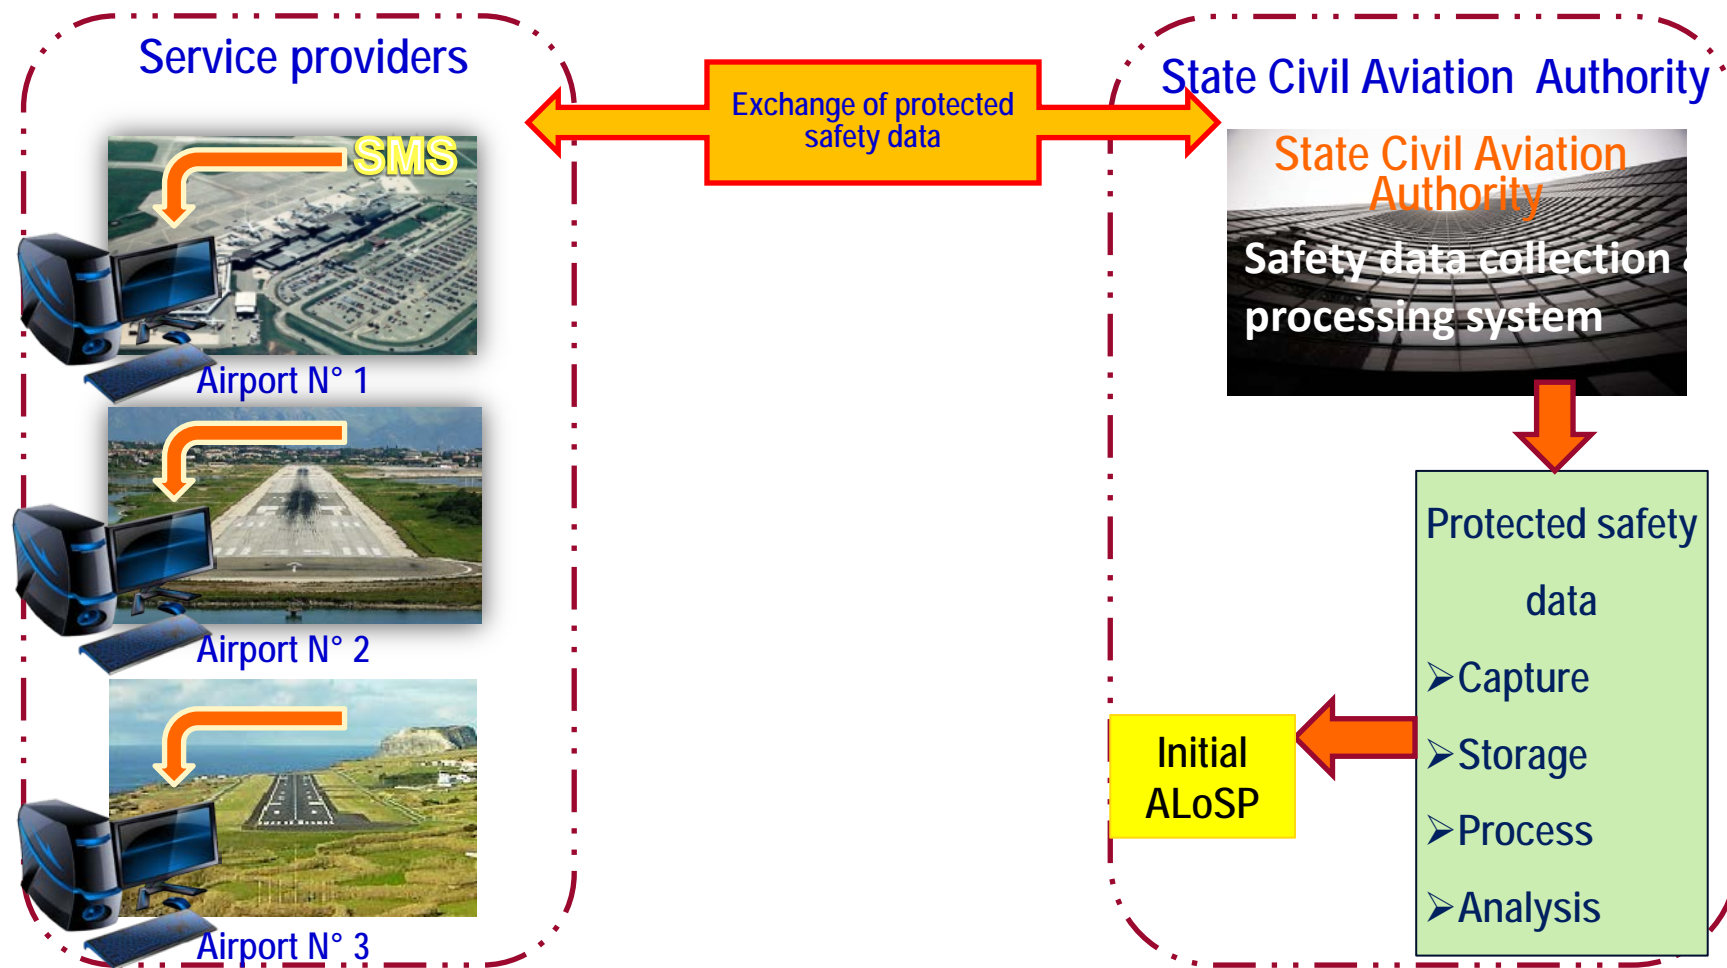 Service providers
SMS
Airport N° 1
Airport N° 2
Airport N° 3
Exchange of protected
safety data
State Civil Aviation  Authority
State Civil Aviation
Authority
Safety data collection
processing system
Protected safety
data
➢Capture
➢Storage
➢Process
➢Analysis
Initial
ALoSP